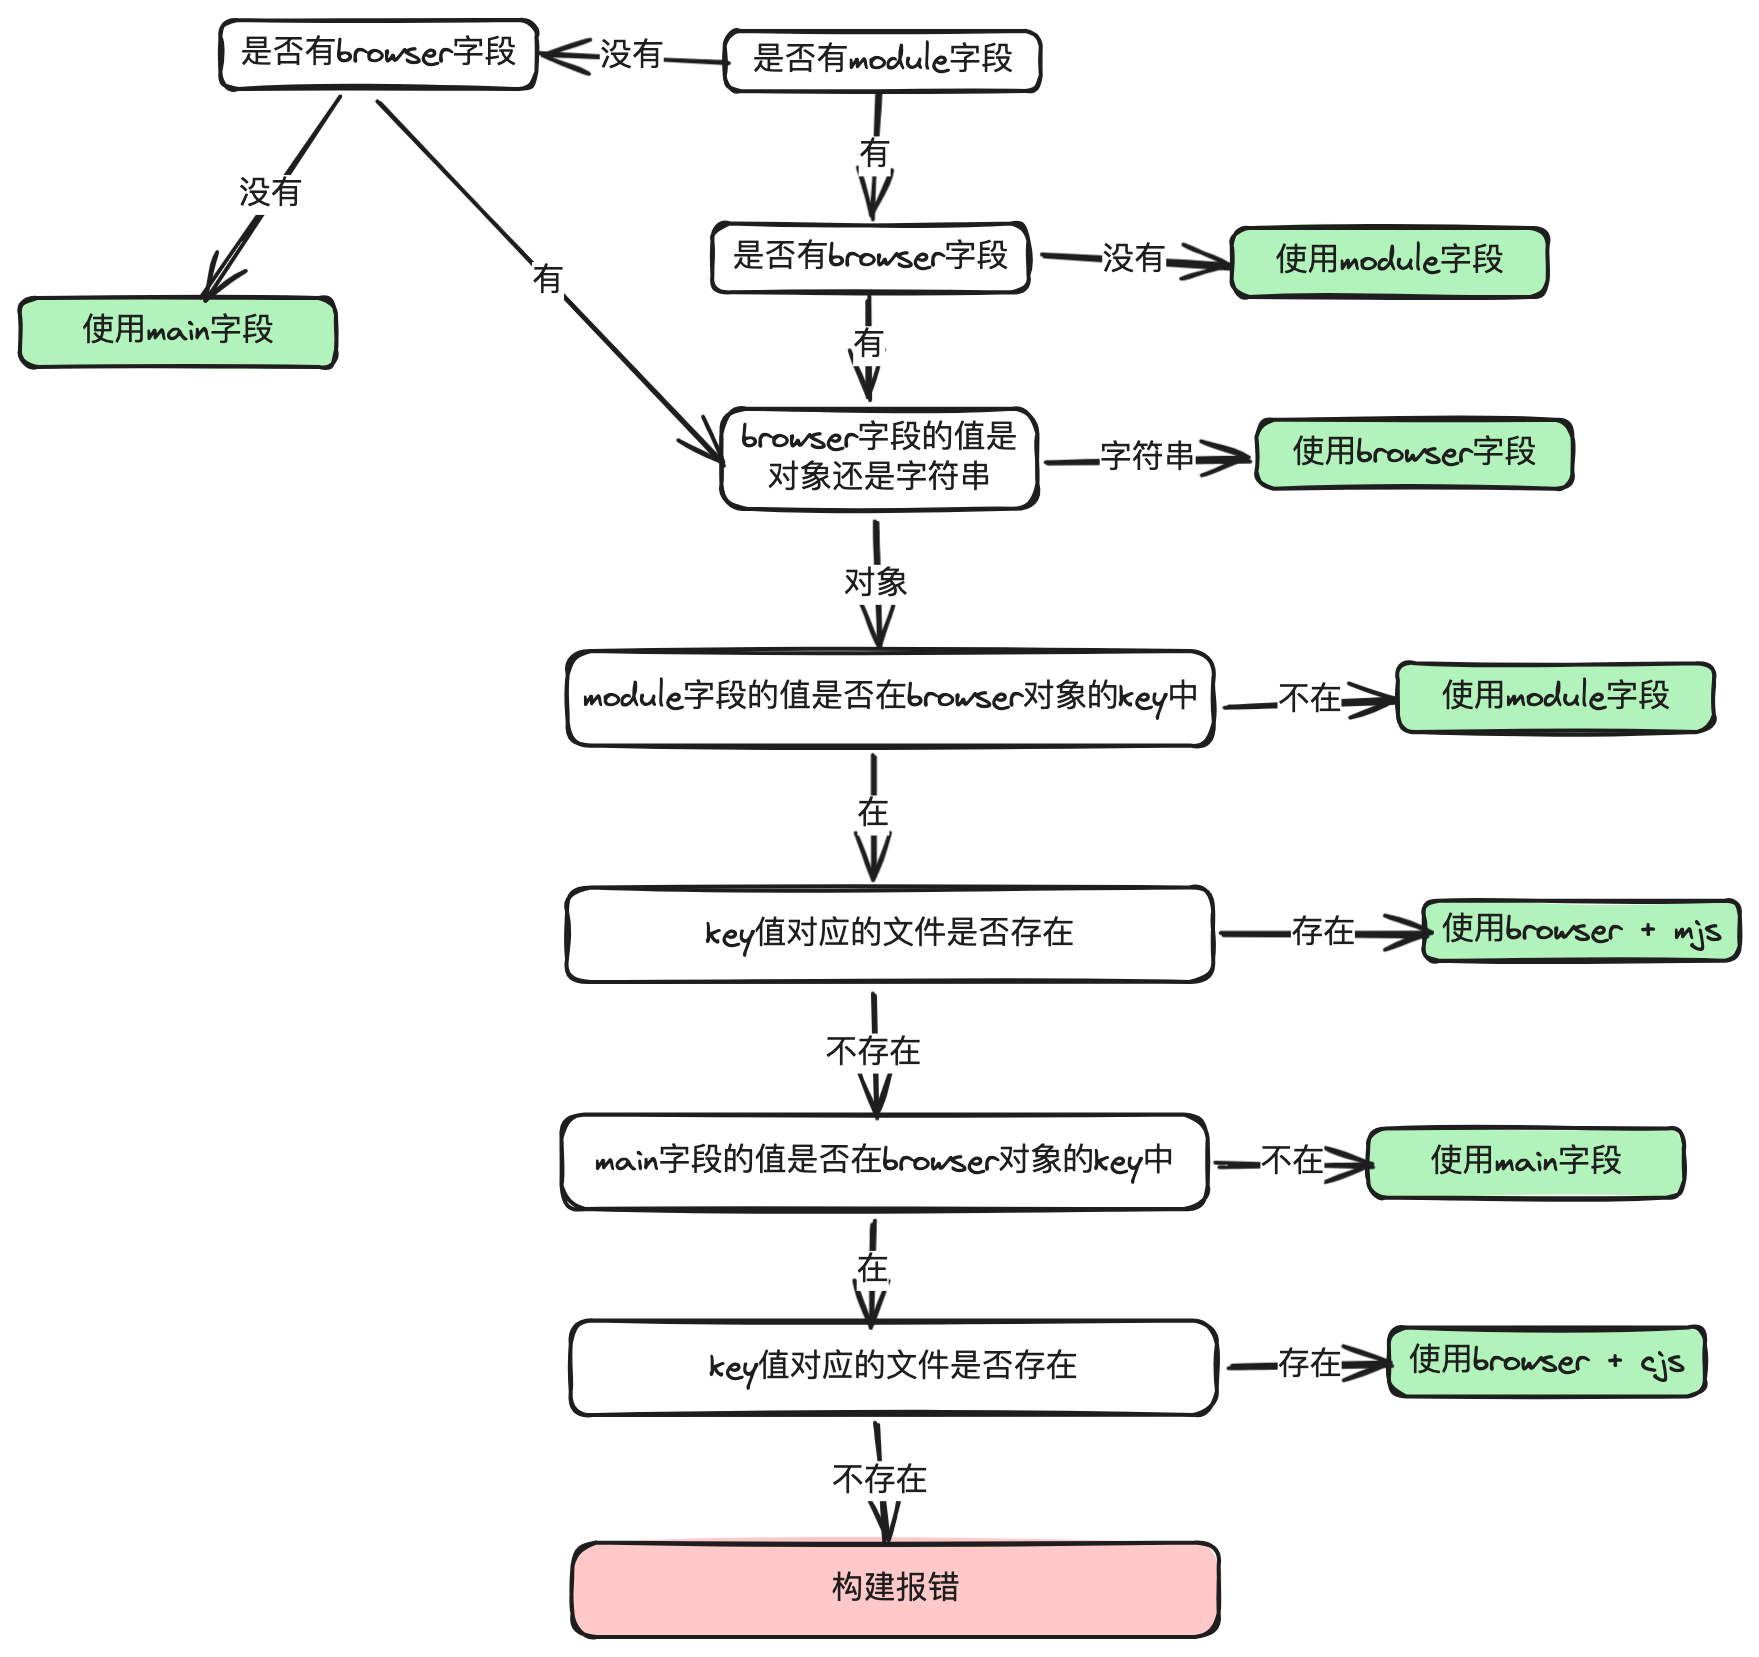 是否有browser字段
没有
是否有module字段
有
没有
有
是否有browser字段
没有
使用module字段
使用main字段
有
browser字段的值是
对象还是字符串
字符串
使用browser字段
对象
module字段的值是否在browser对象的key中
不在
使用module字段
在
key值对应的文件是否存在
存在
使用browser + mjs
不存在
main字段的值是否在browser对象的key中
不在
使用main字段
在
key值对应的文件是否存在
存在
使用browser + cjs
不存在
构建报错